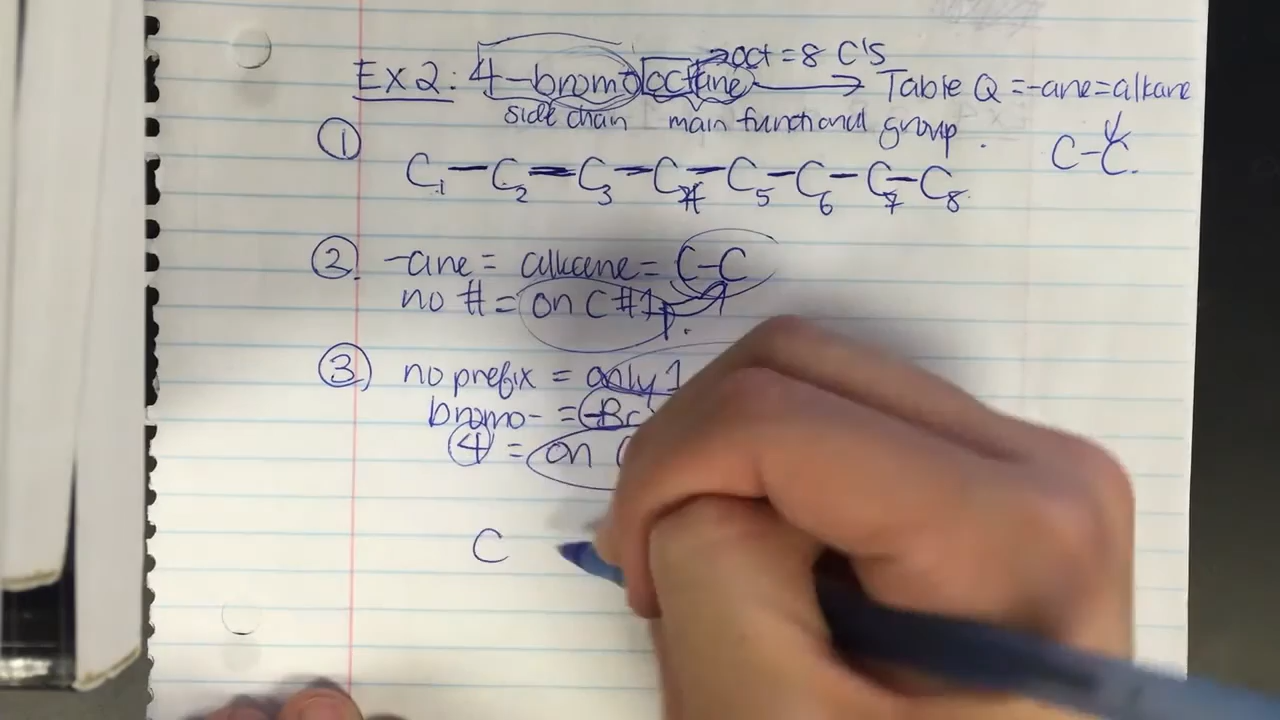 oct = 8 C'S
Ex 2: 4-bromooctane → Table Q = -ane = alkane
side chain main functional group.
① C-C.
C1 - C2 = C3 - C4 - C5 - C6 - C7 - C8
② -ane = alkane = C-C
no # = on C #1
③ no prefix = only 1
bromo- = -Br
④ = on
C